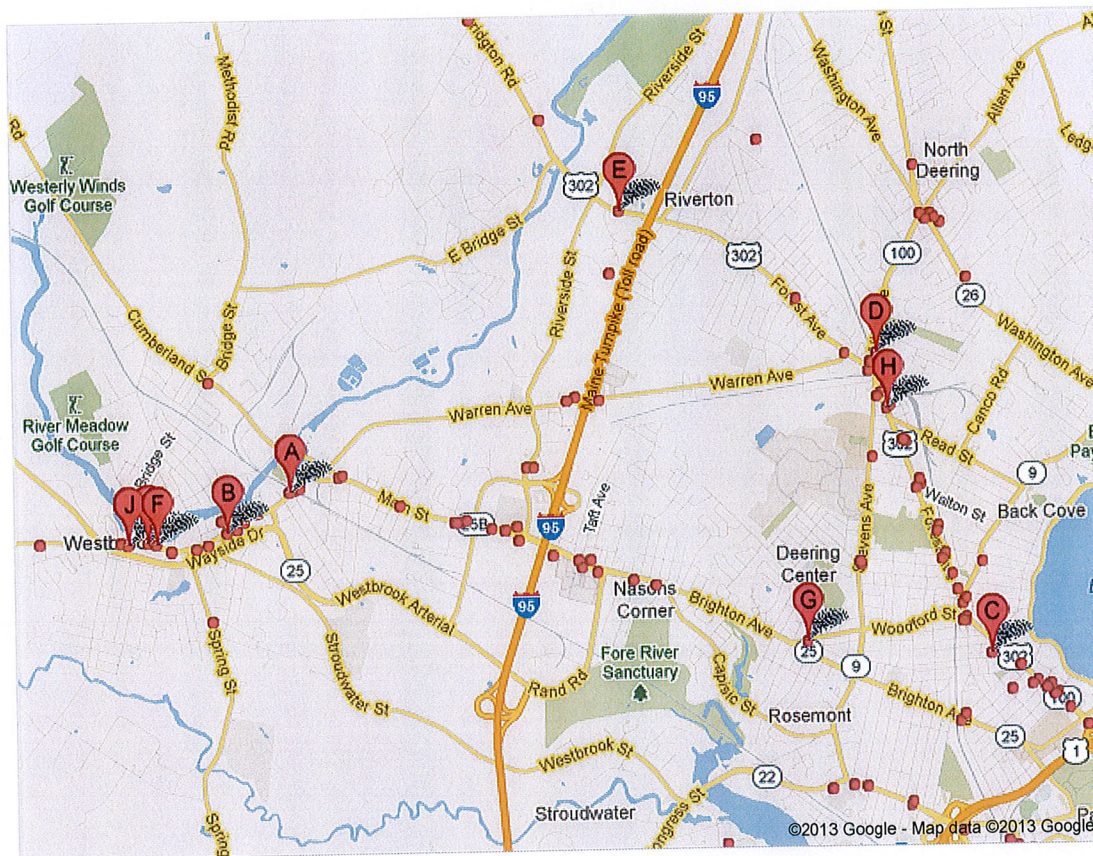 Rd
Methodist Rd
Riverside St
95
Washington Ave
St
Allen Ave
North
Deering
Westerly Winds
Golf Course
302
E
Riverton
E Bridge St
Riverside St
302
100
Forest Ave
26
Washington Ave
Cumberland S
Bridge St
Maine Turnpike (Toll road)
D
Warren Ave
Warren Ave
H
Canco Rd
River Meadow
Golf Course
Bridge St
A
302
Read St
9
Walton St
Back Cove
J
F
B
Main St
25B
Taft Ave
95
Wayside Dr
25
Westbrook Arterial
Stevens Ave
Deering
Center
Nasons
Corner
95
Brighton Ave
G
25
Woodford St
C
302
Spring St
Stroudwater St
Rand Rd
Fore River
Sanctuary
Capisic St
9
100
Rosemont
Brighton Ave
25
1
Westbrook St
22
Spring
Stroudwater
©2013 Google - Map data ©2013 Google